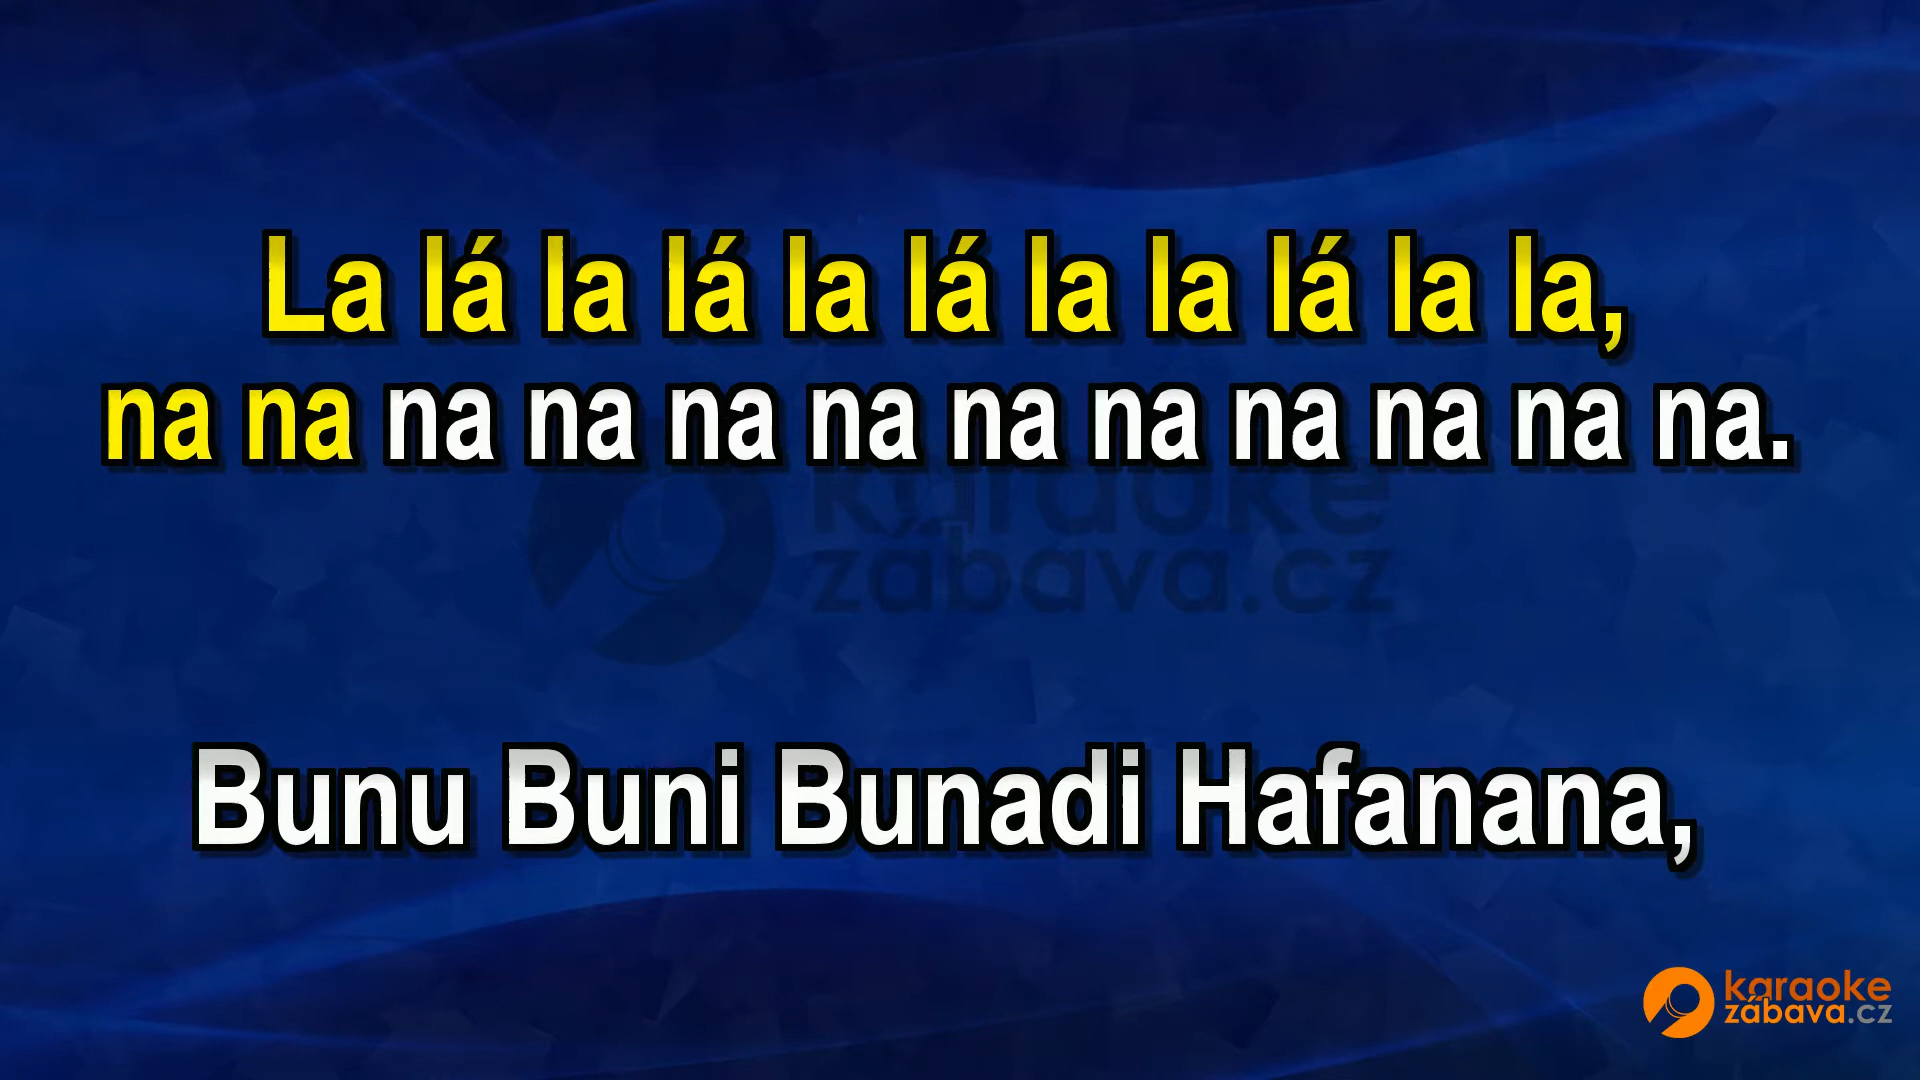 La lá la lá la lá la la lá la la,
na na na na na na na na na na na na.
karaoke
zábava.cz
Bunu Buni Bunadi Hafanana,
karaoke
zábava.cz